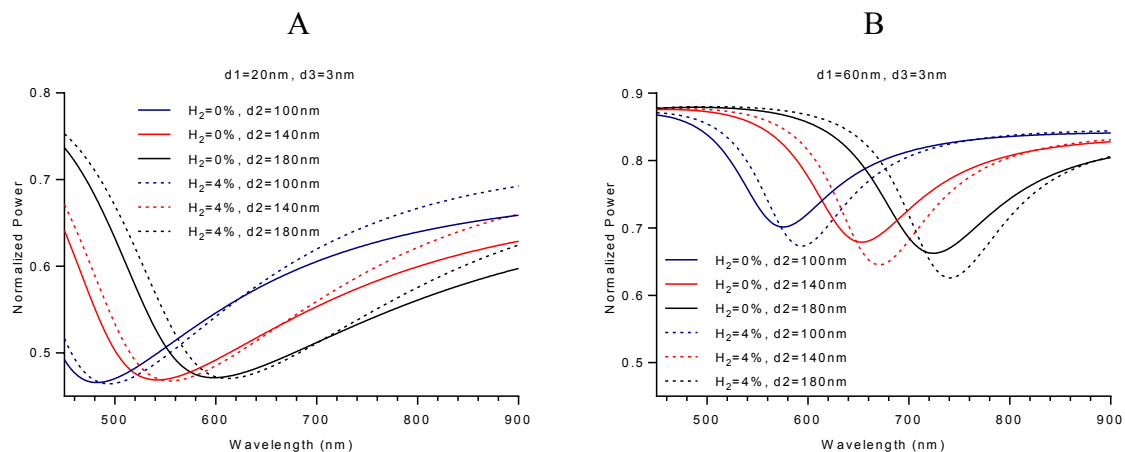 A
d1=20nm, d3=3nm
0.8
0.7
0.6
0.5
Normalized Power
H₂=0%, d2=100nm
H₂=0%, d2=140nm
H₂=0%, d2=180nm
H₂=4%, d2=100nm
H₂=4%, d2=140nm
H₂=4%, d2=180nm
500 600 700 800 900
Wavelength (nm)
B
d1=60nm, d3=3nm
0.9
0.8
0.7
0.6
0.5
Normalized Power
H₂=0%, d2=100nm
H₂=0%, d2=140nm
H₂=0%, d2=180nm
H₂=4%, d2=100nm
H₂=4%, d2=140nm
H₂=4%, d2=180nm
500 600 700 800 900
Wavelength (nm)